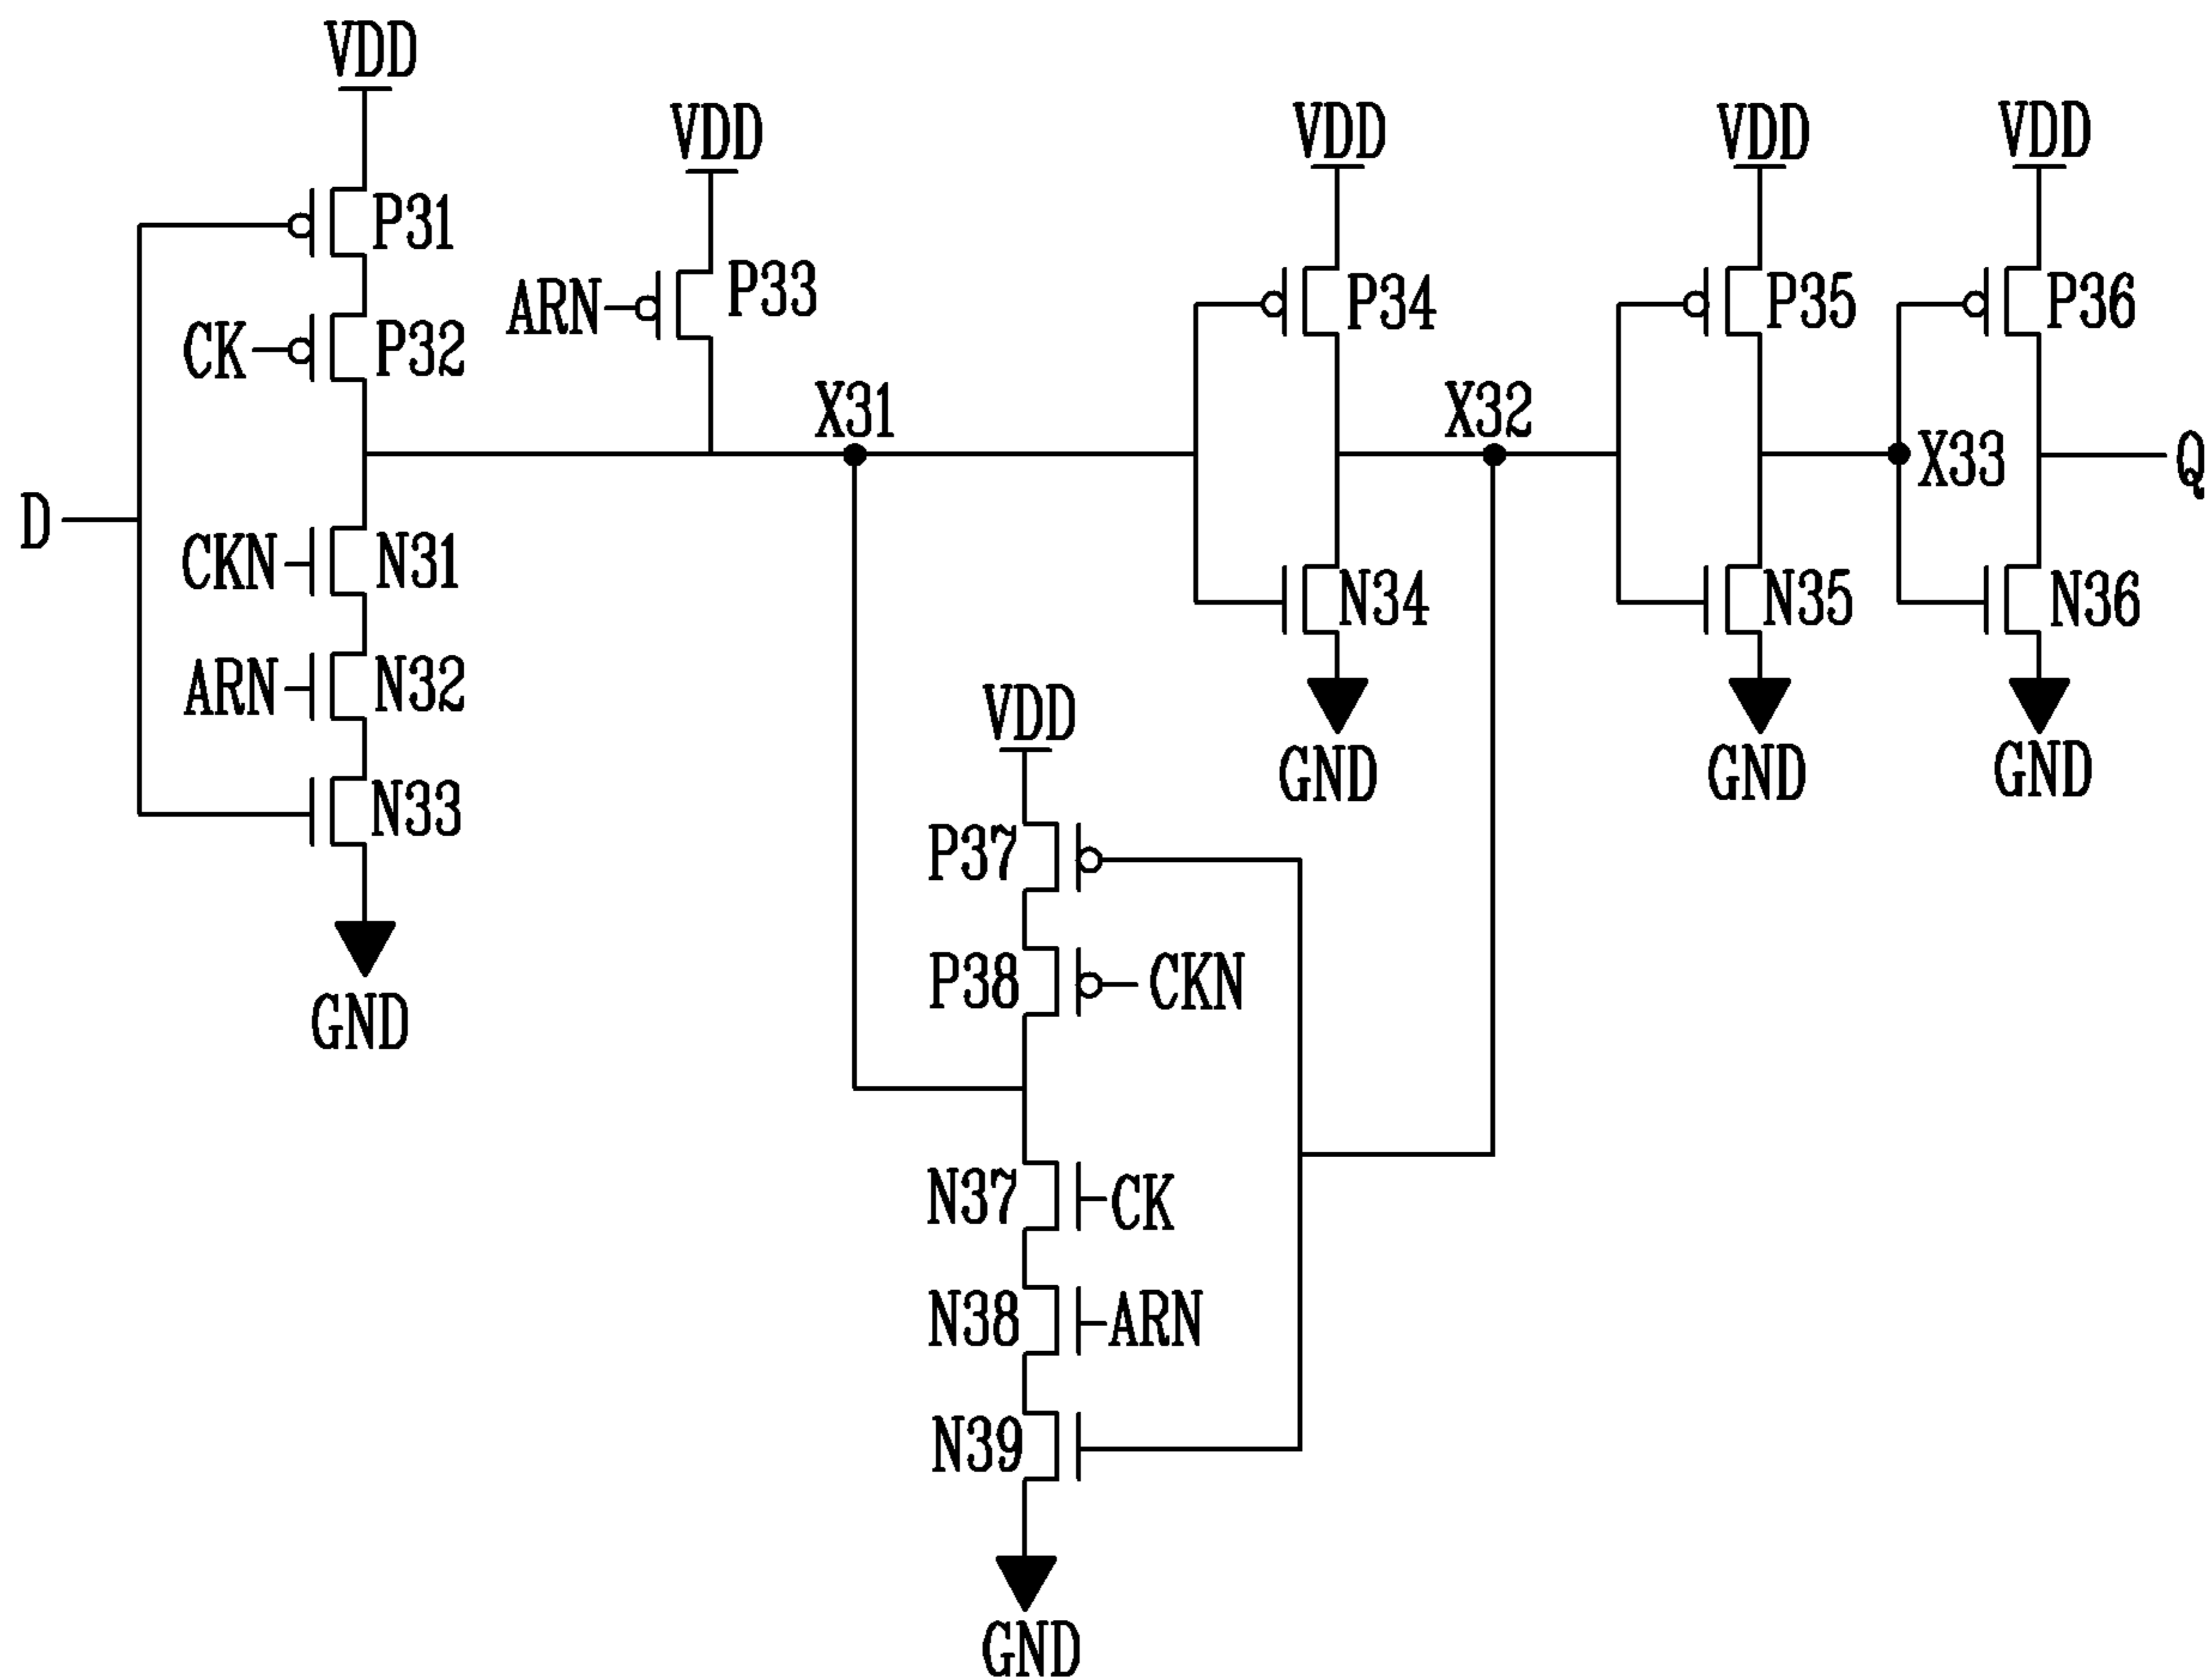 VDD
VDD
VDD
VDD
VDD
P31
P33
ARN
P34
P35
P36
CK
P32
X31
X32
X33
Q
D
CKN
N31
N34
N35
N36
ARN
N32
VDD
GND
GND
GND
N33
P37
P38
CKN
GND
N37
CK
N38
ARN
N39
GND